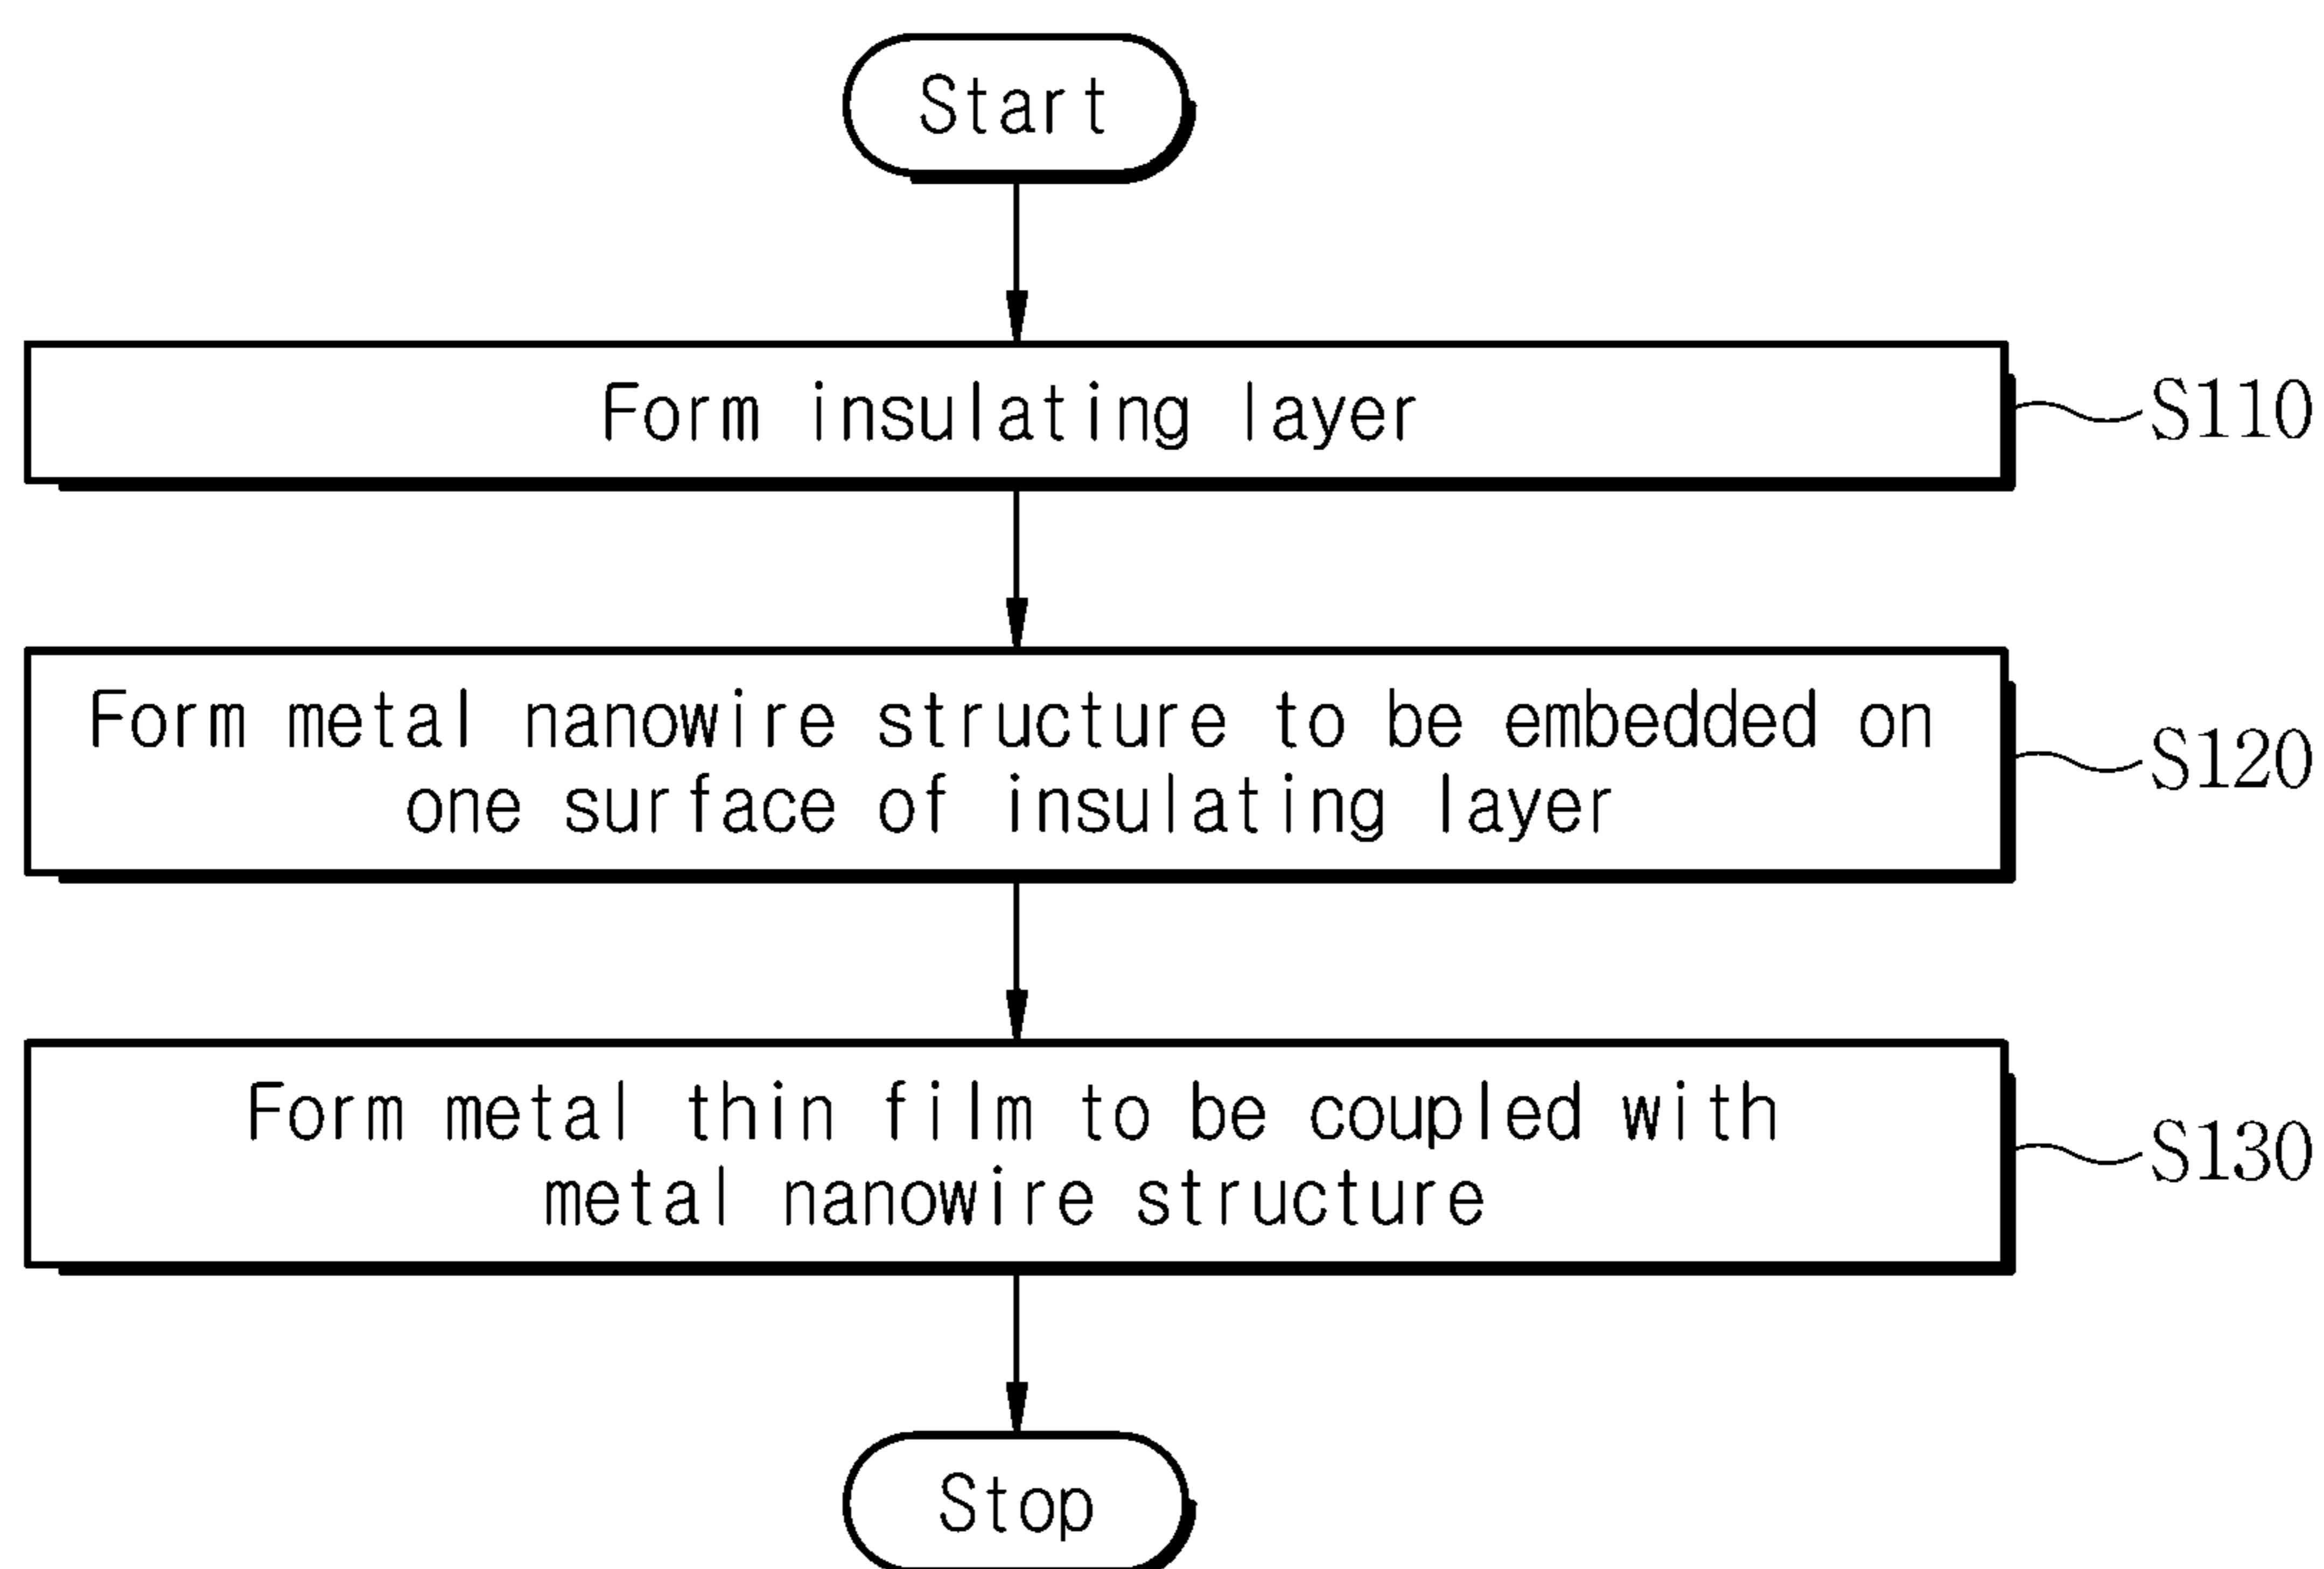 Start
Form insulating layer
S110
Form metal nanowire structure to be embedded on
one surface of insulating layer
S120
Form metal thin film to be coupled with
metal nanowire structure
S130
Stop